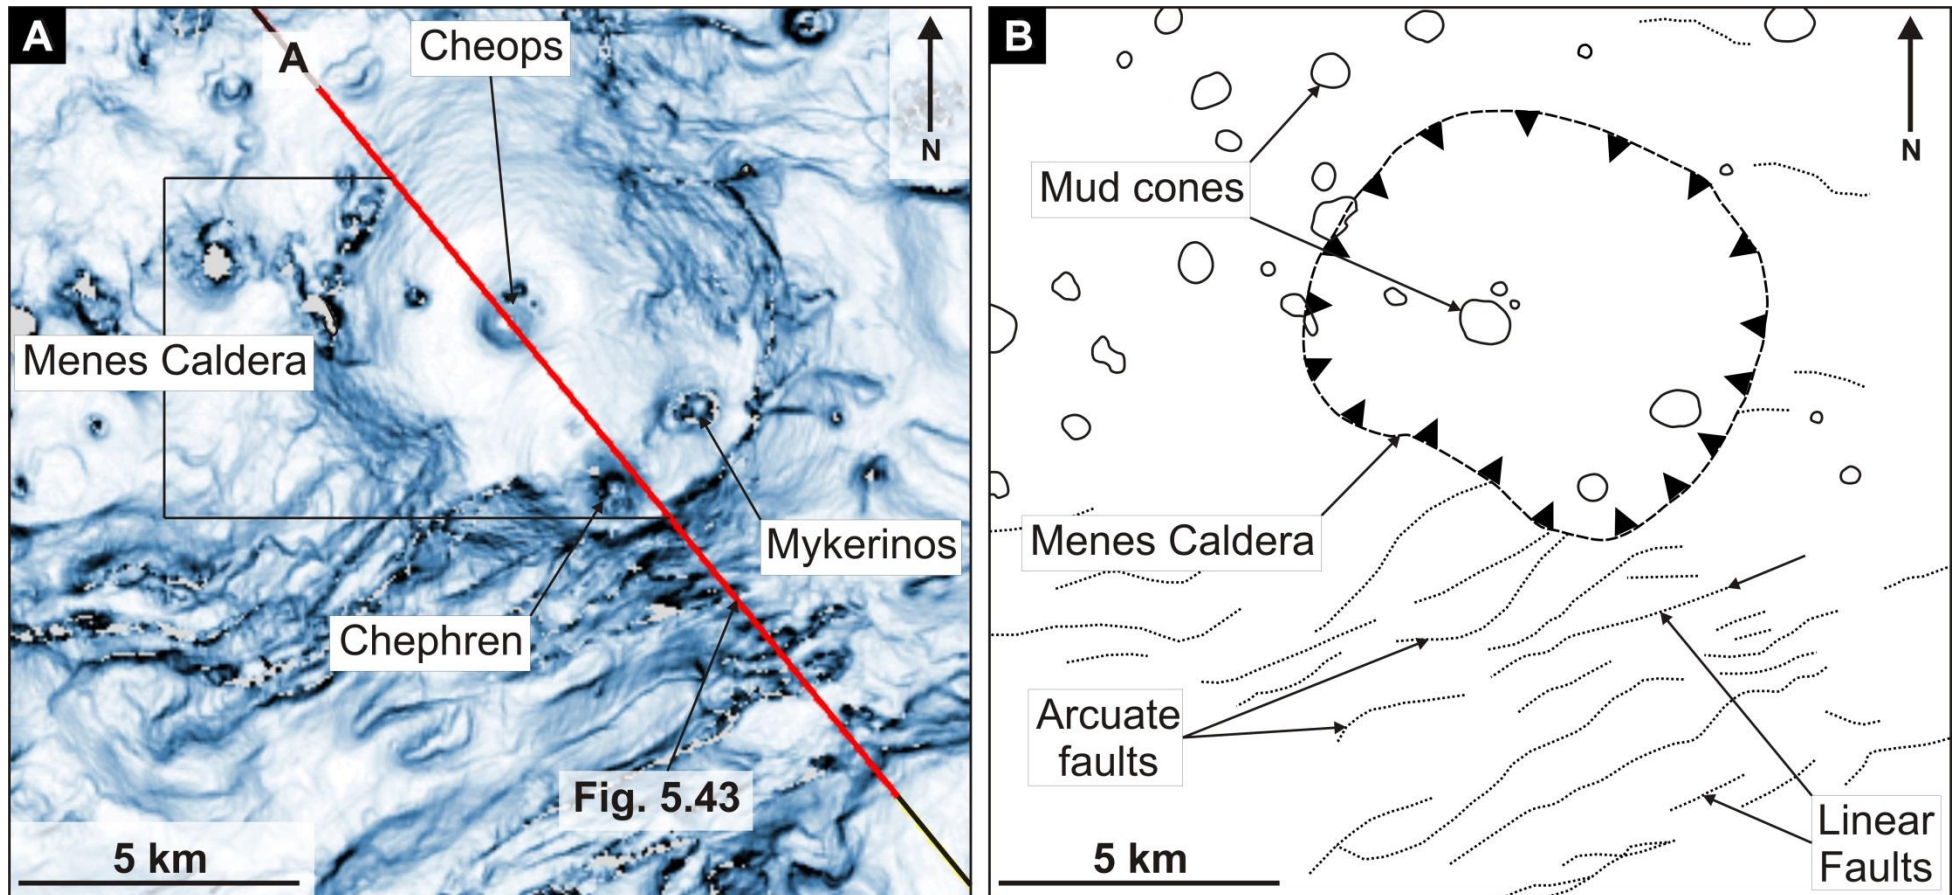 A
A
Cheops
N
Menes Caldera
Mykerinos
Chephren
Fig. 5.43
5 km
B
N
Mud cones
Menes Caldera
Arcuate
faults
Linear
Faults
5 km